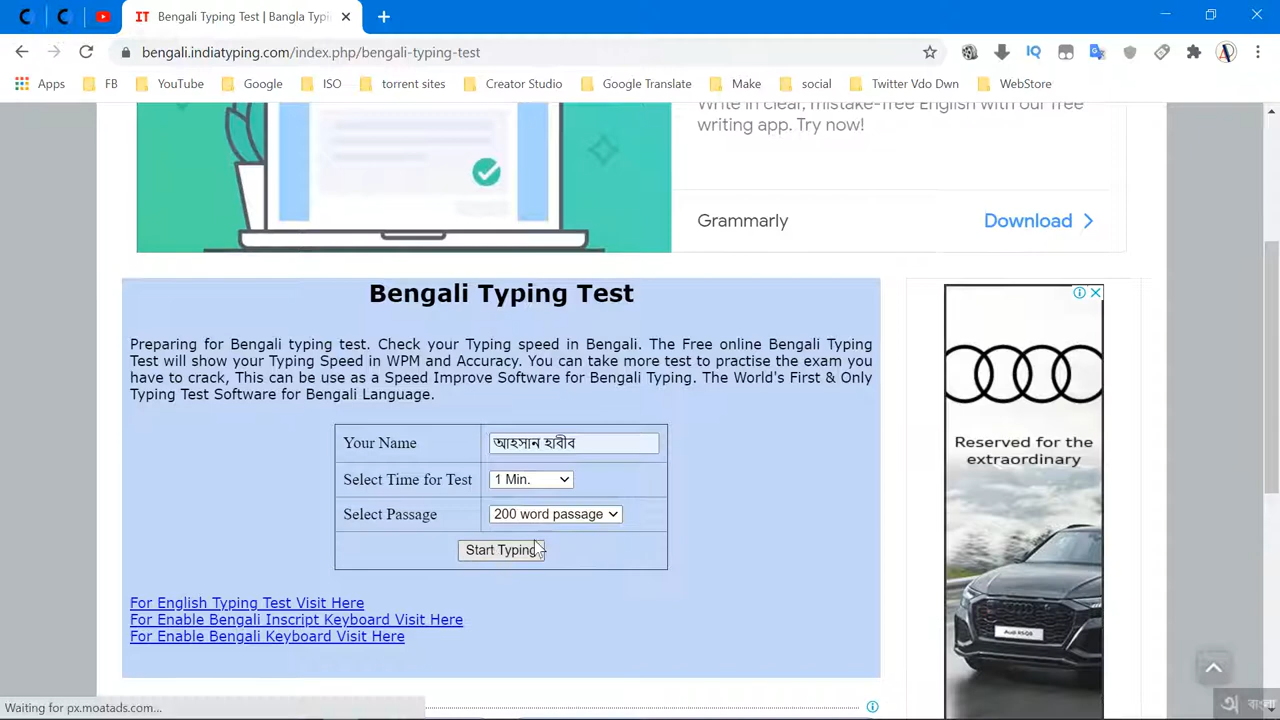 Bengali Typing Test | Bangla Typi
bengali.indiatyping.com/index.php/bengali-typing-test
IQ
Apps FB YouTube Google ISO torrent sites Creator Studio Google Translate Make social Twitter Vdo Dwn WebStore
Write in clear, mistake-free English with our free
writing app. Try now!
Grammarly Download
Bengali Typing Test
Preparing for Bengali typing test. Check your Typing speed in Bengali. The Free online Bengali Typing
Test will show your Typing Speed in WPM and Accuracy. You can take more test to practise the exam you
have to crack, This can be use as a Speed Improve Software for Bengali Typing. The World's First & Only
Typing Test Software for Bengali Language.
Your Name আহসান হাবীব
Select Time for Test 1 Min.
Select Passage 200 word passage
Start Typing
For English Typing Test Visit Here
For Enable Bengali Inscript Keyboard Visit Here
For Enable Bengali Keyboard Visit Here
Reserved for the
extraordinary
Audi RSQ8
Waiting for px.moatads.com...
অ বাংলা